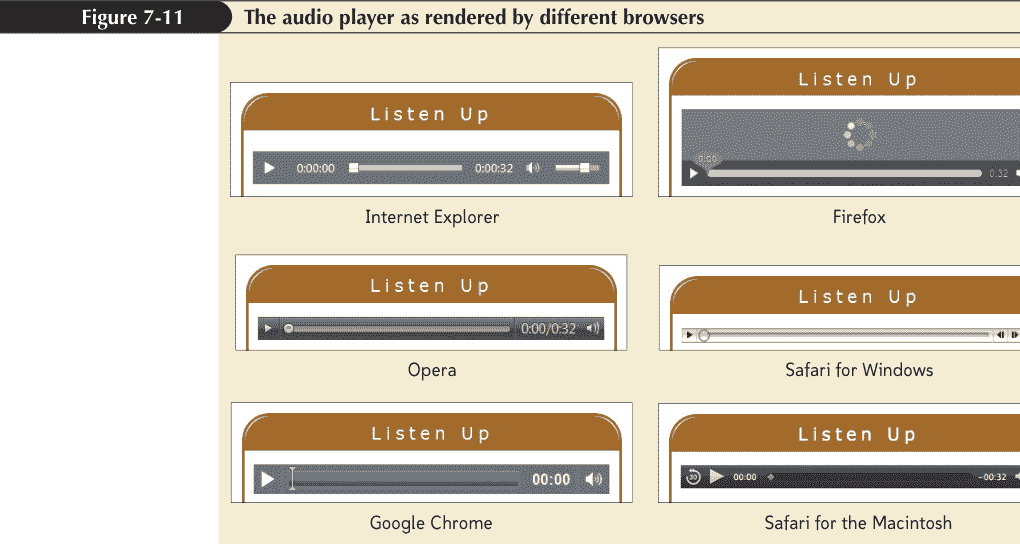 Figure 7-11 The audio player as rendered by different browsers
Listen Up
0:00:00 0:00:32
Internet Explorer
Listen Up
0:00
0:32
Firefox
Listen Up
0:00/0:32
Opera
Listen Up
Safari for Windows
Listen Up
00:00
Google Chrome
Listen Up
30 00:00 -00:32
Safari for the Macintosh